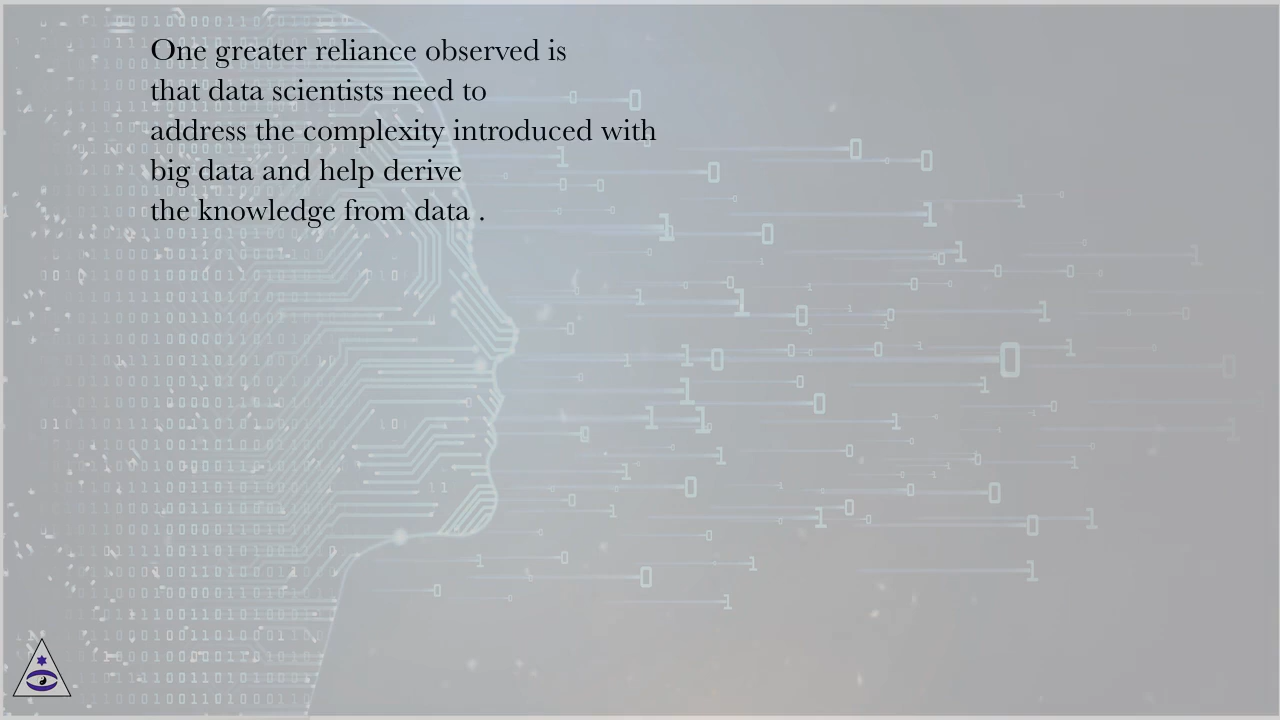 One greater reliance observed is
that data scientists need to
address the complexity introduced with
big data and help derive
the knowledge from data .